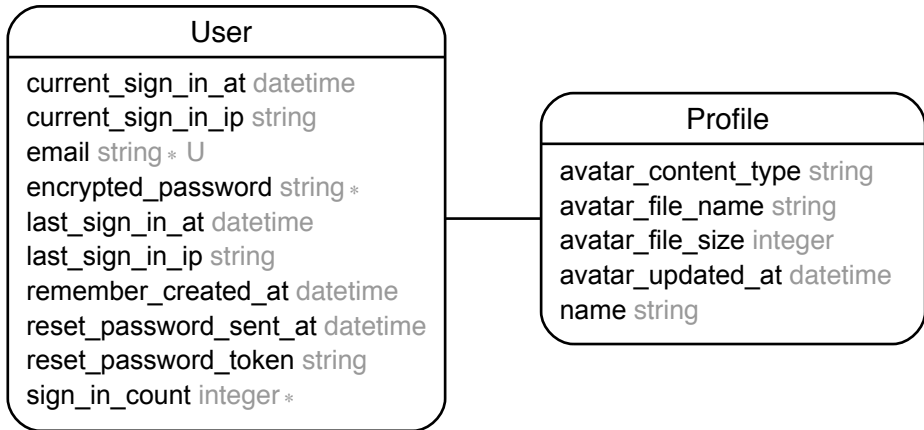 User
current_sign_in_at datetime
current_sign_in_ip string
email string * U
encrypted_password string *
last_sign_in_at datetime
last_sign_in_ip string
remember_created_at datetime
reset_password_sent_at datetime
reset_password_token string
sign_in_count integer *
Profile
avatar_content_type string
avatar_file_name string
avatar_file_size integer
avatar_updated_at datetime
name string